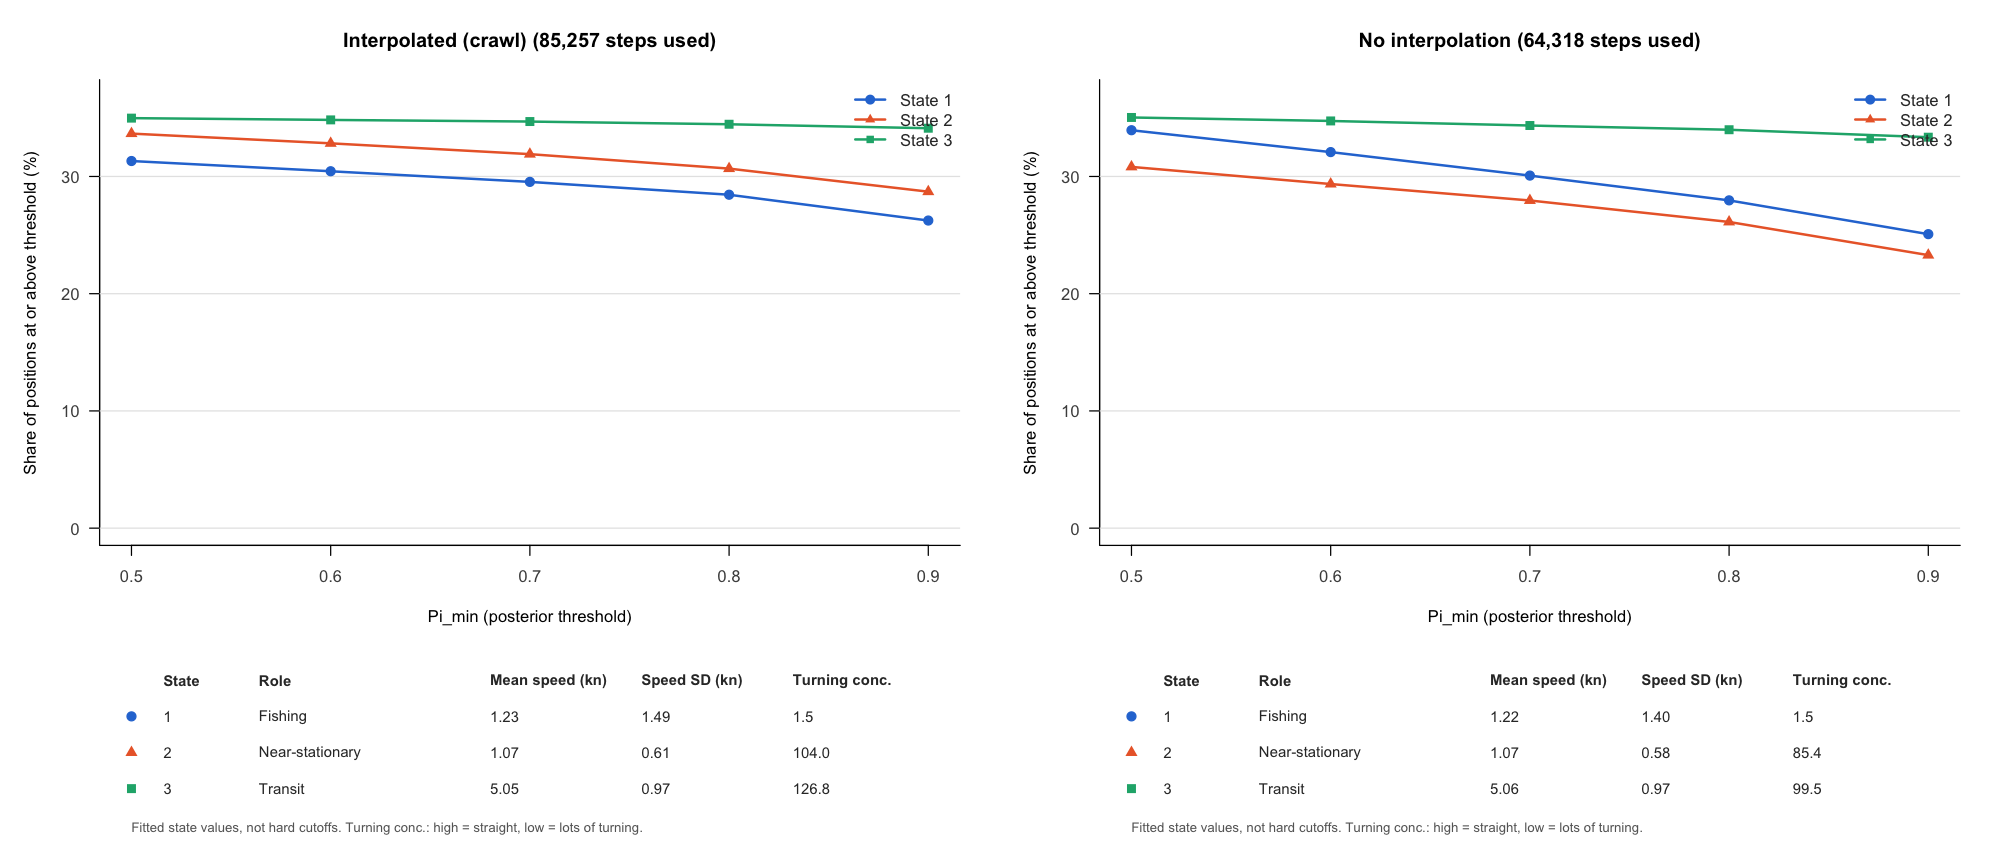 Interpolated (crawl) (85,257 steps used)
Share of positions at or above threshold (%)
30
20
10
0
State 1
State 2
State 3
0.5 0.6 0.7 0.8 0.9
Pi_min (posterior threshold)
State Role Mean speed (kn) Speed SD (kn) Turning conc.
1 Fishing 1.23 1.49 1.5
2 Near-stationary 1.07 0.61 104.0
3 Transit 5.05 0.97 126.8
Fitted state values, not hard cutoffs. Turning conc.: high = straight, low = lots of turning.
No interpolation (64,318 steps used)
Share of positions at or above threshold (%)
30
20
10
0
State 1
State 2
State 3
0.5 0.6 0.7 0.8 0.9
Pi_min (posterior threshold)
State Role Mean speed (kn) Speed SD (kn) Turning conc.
1 Fishing 1.22 1.40 1.5
2 Near-stationary 1.07 0.58 85.4
3 Transit 5.06 0.97 99.5
Fitted state values, not hard cutoffs. Turning conc.: high = straight, low = lots of turning.